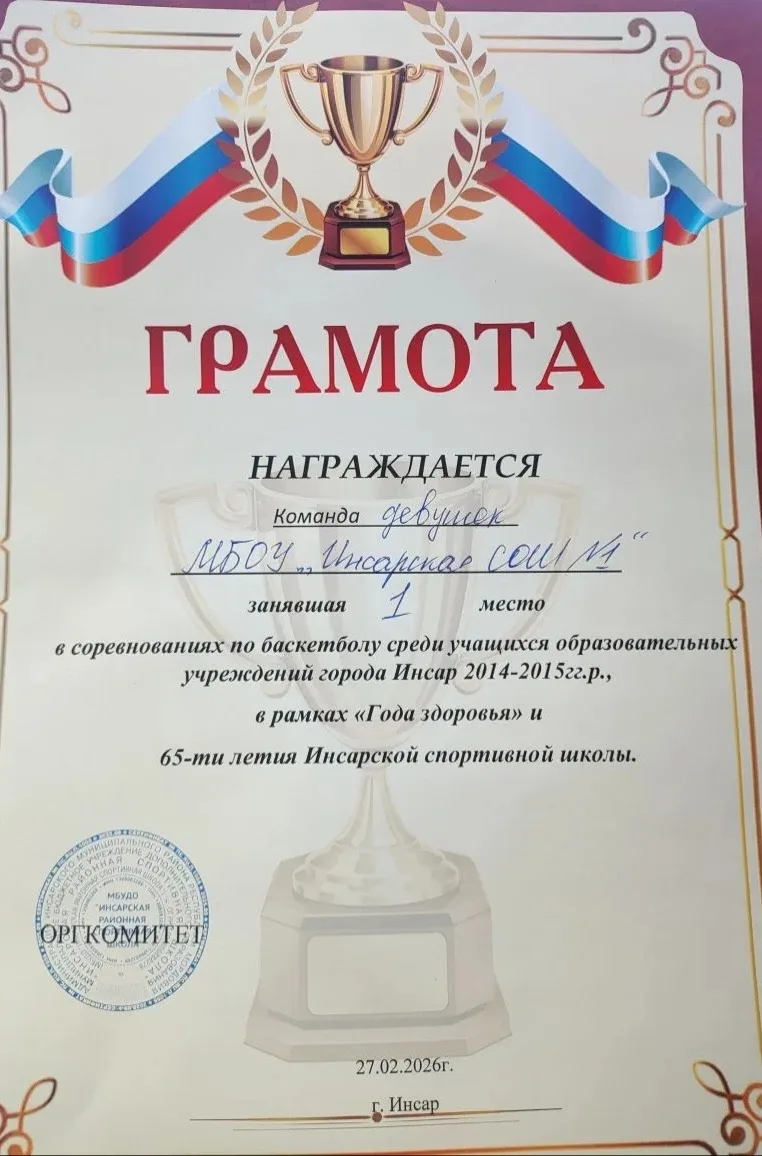 ГРАМОТА
НАГРАЖДАЕТСЯ
Команда девушек
МБОУ „Инсарская СОШ №1“
занявшая 1 место
в соревнованиях по баскетболу среди учащихся образовательных
учреждений города Инсар 2014-2015гг.р.,
в рамках «Года здоровья» и
65-ти летия Инсарской спортивной школы.
МБУДО
"ИНСАРСКАЯ
РАЙОННАЯ
СПОРТИВНАЯ
ШКОЛА"
ОРГКОМИТЕТ
27.02.2026г.
г. Инсар